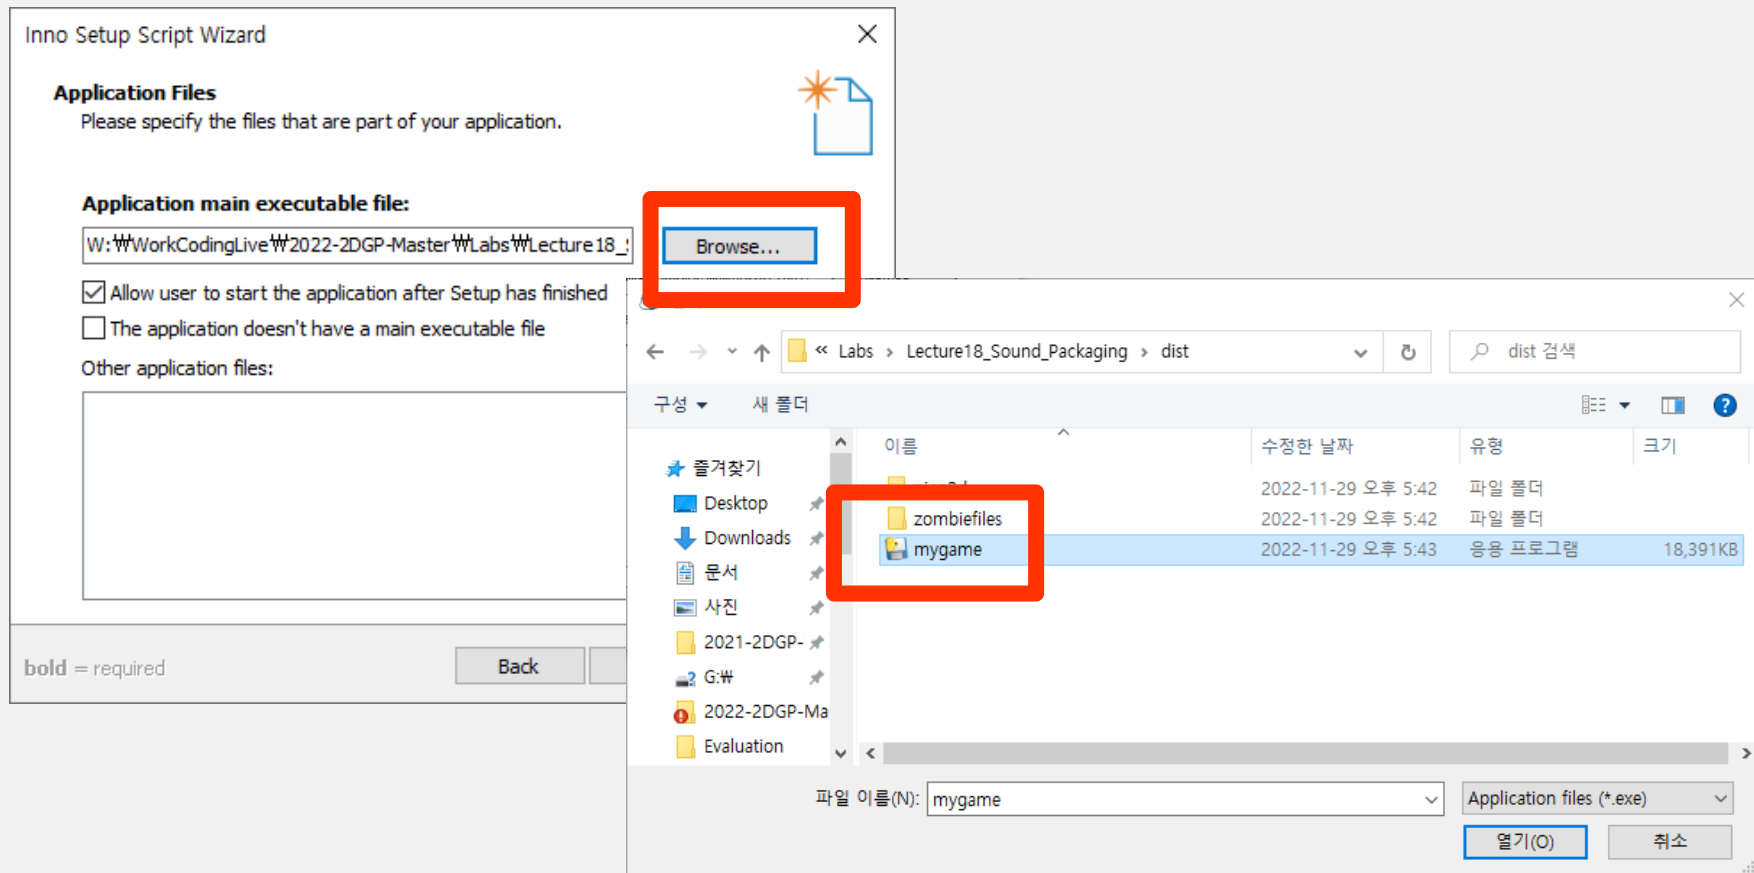 Inno Setup Script Wizard
Application Files
Please specify the files that are part of your application.
Application main executable file:
W:₩WorkCodingLive₩2022-2DGP-Master₩Labs₩Lecture18_
Browse...
Allow user to start the application after Setup has finished
The application doesn't have a main executable file
Other application files:
bold = required
Back
« Labs › Lecture18_Sound_Packaging › dist
dist 검색
구성
새 폴더
이름
수정한 날짜
유형
크기
즐겨찾기
Desktop
Downloads
문서
사진
2021-2DGP-
G:₩
2022-2DGP-Ma
Evaluation
2022-11-29 오후 5:42 파일 폴더
zombiefiles 2022-11-29 오후 5:42 파일 폴더
mygame 2022-11-29 오후 5:43 응용 프로그램 18,391KB
파일 이름(N): mygame
Application files (*.exe)
열기(O)
취소